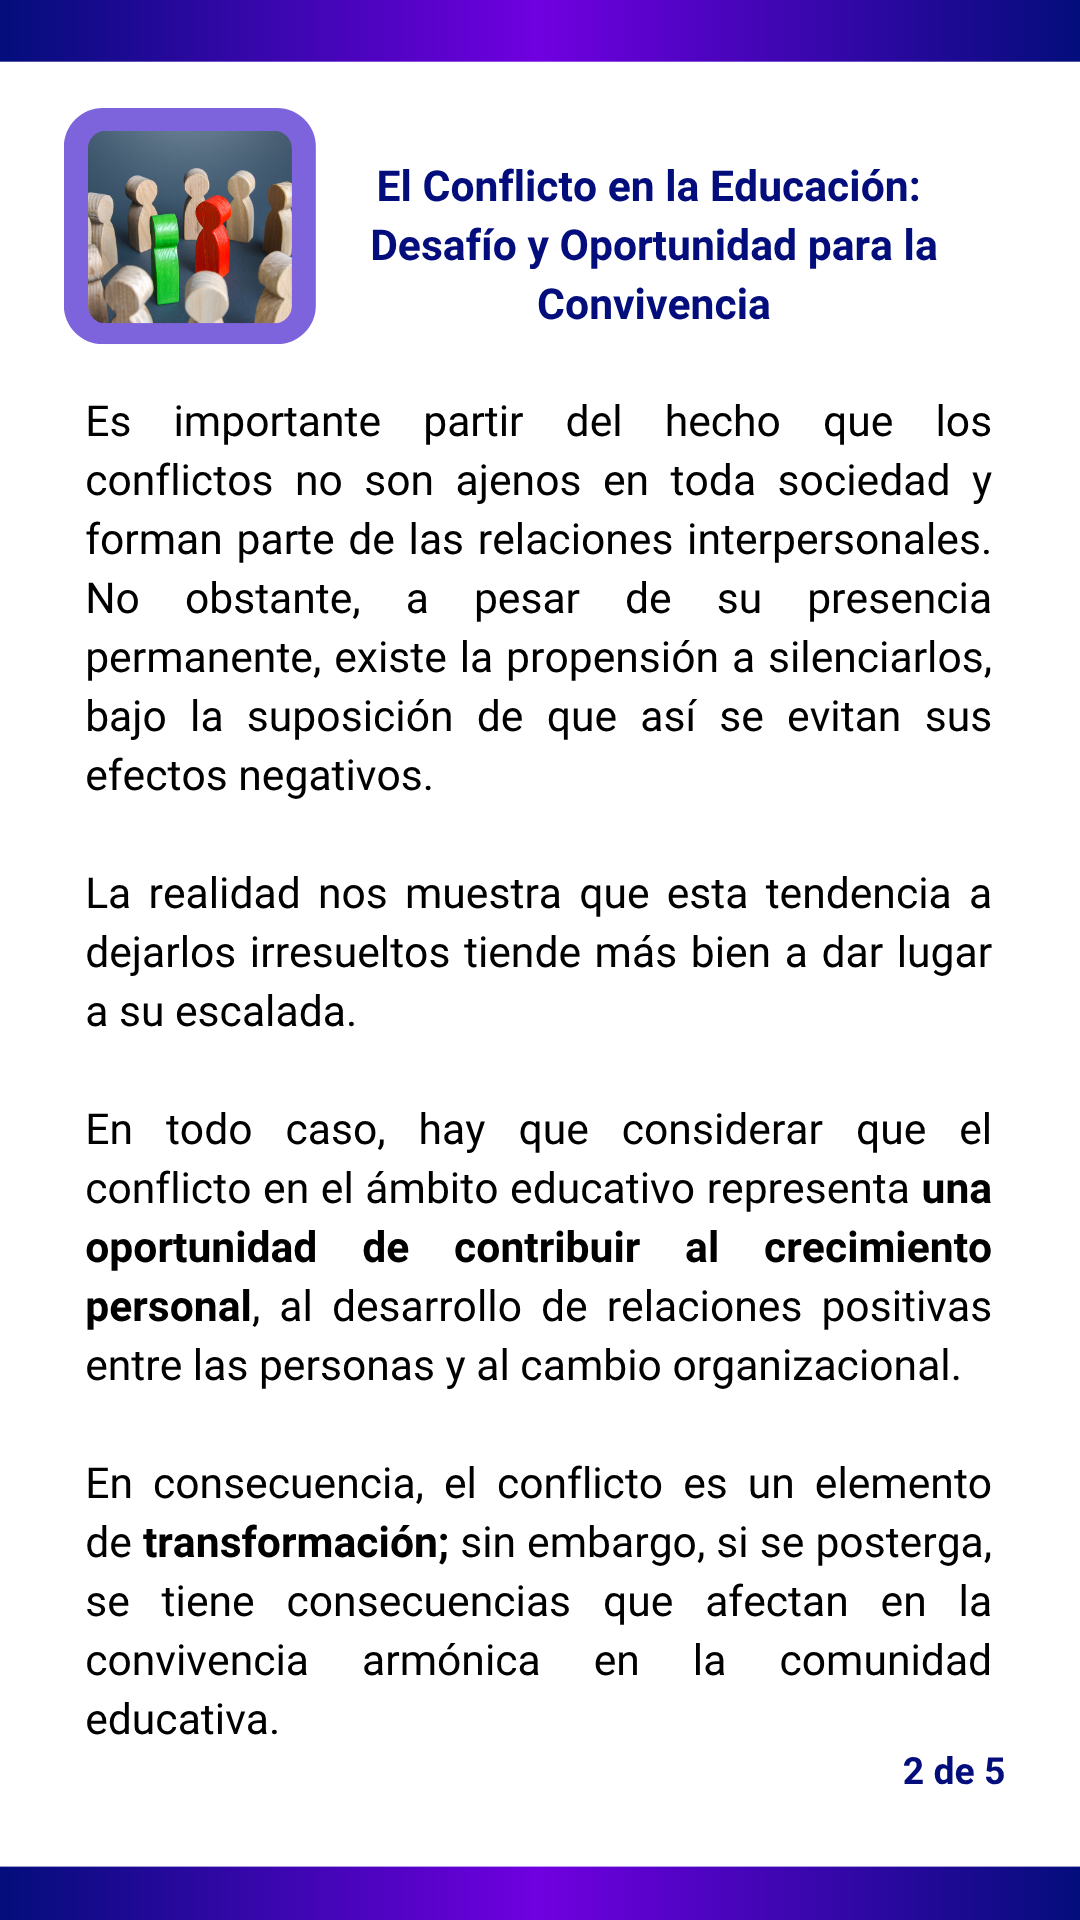 El Conflicto en la Educación:
Desafío y Oportunidad para la
Convivencia
Es importante partir del hecho que los
conflictos no son ajenos en toda sociedad y
forman parte de las relaciones interpersonales.
No obstante, a pesar de su presencia
permanente, existe la propensión a silenciarlos,
bajo la suposición de que así se evitan sus
efectos negativos.
La realidad nos muestra que esta tendencia a
dejarlos irresueltos tiende más bien a dar lugar
a su escalada.
En todo caso, hay que considerar que el
conflicto en el ámbito educativo representa una
oportunidad de contribuir al crecimiento
personal, al desarrollo de relaciones positivas
entre las personas y al cambio organizacional.
En consecuencia, el conflicto es un elemento
de transformación; sin embargo, si se posterga,
se tiene consecuencias que afectan en la
convivencia armónica en la comunidad
educativa.
2 de 5